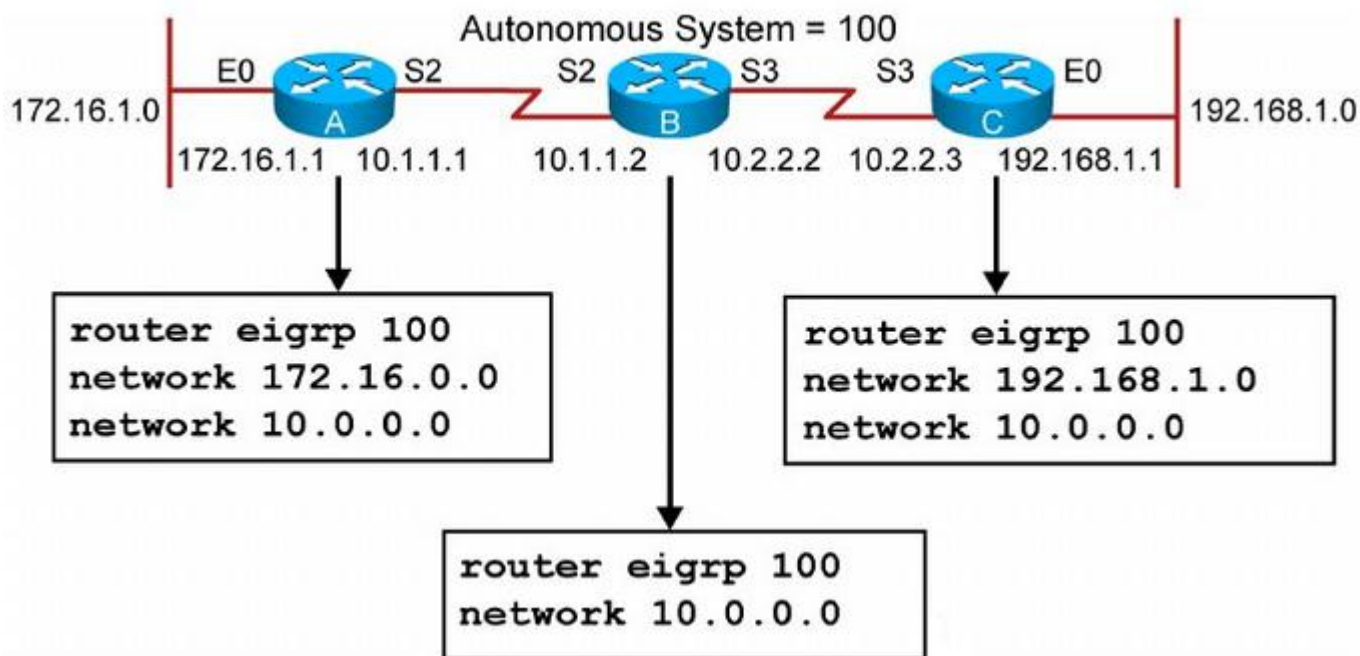 Autonomous System = 100
E0 S2 S2 S3 S3 E0
172.16.1.0 A B C 192.168.1.0
172.16.1.1 10.1.1.1 10.1.1.2 10.2.2.2 10.2.2.3 192.168.1.1
router eigrp 100
network 172.16.0.0
network 10.0.0.0
router eigrp 100
network 192.168.1.0
network 10.0.0.0
router eigrp 100
network 10.0.0.0